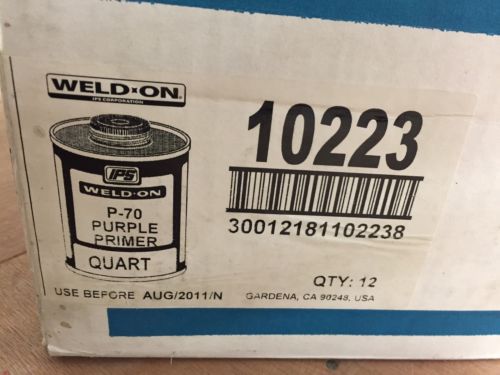 WELD-ON
IPS CORPORATION
10223
30012181102238
IPS
WELD-ON
P-70
PURPLE
PRIMER
QUART
QTY: 12
USE BEFORE AUG/2011/N
GARDENA, CA 90248, USA